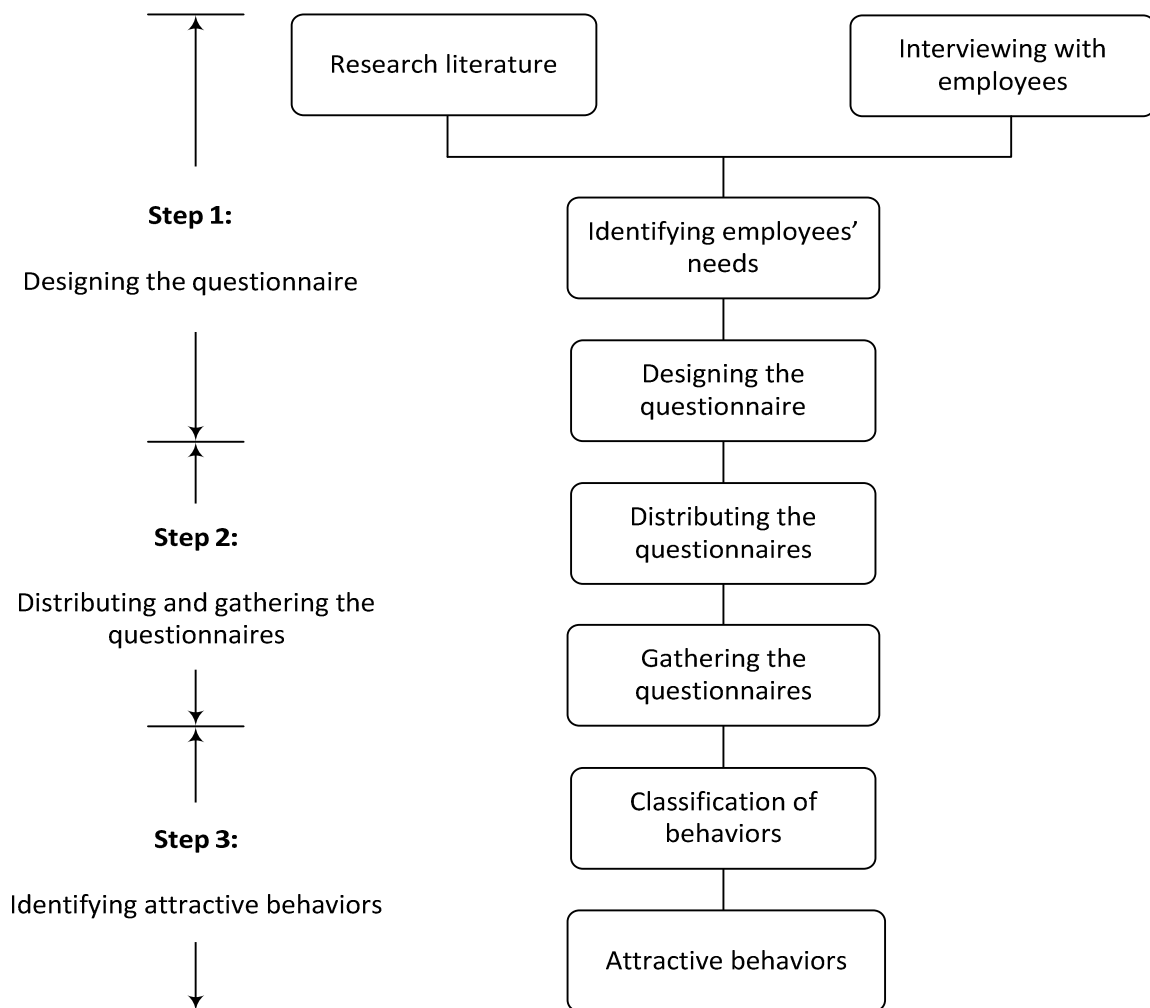 Research literature
Interviewing with
employees
Step 1:
Designing the questionnaire
Identifying employees’
needs
Designing the
questionnaire
Step 2:
Distributing and gathering the
questionnaires
Distributing the
questionnaires
Gathering the
questionnaires
Step 3:
Identifying attractive behaviors
Classification of
behaviors
Attractive behaviors